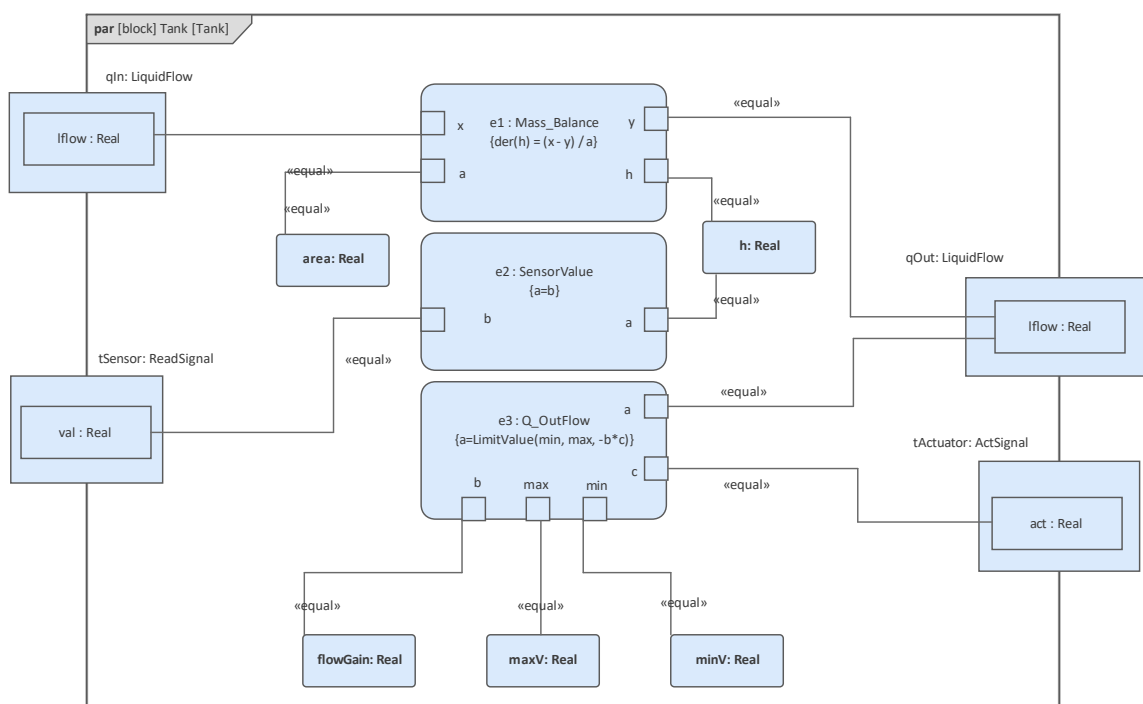 par [block] Tank [Tank]
qIn: LiquidFlow
lflow : Real
x
e1 : Mass_Balance
{der(h) = (x - y) / a}
y
«equal»
a
h
«equal»
«equal»
«equal»
area: Real
h: Real
e2 : SensorValue
{a=b}
b
a
«equal»
qOut: LiquidFlow
lflow : Real
tSensor: ReadSignal
«equal»
val : Real
e3 : Q_OutFlow
{a=LimitValue(min, max, -b*c)}
a
«equal»
c
b
max
min
«equal»
tActuator: ActSignal
act : Real
«equal»
«equal»
«equal»
flowGain: Real
maxV: Real
minV: Real